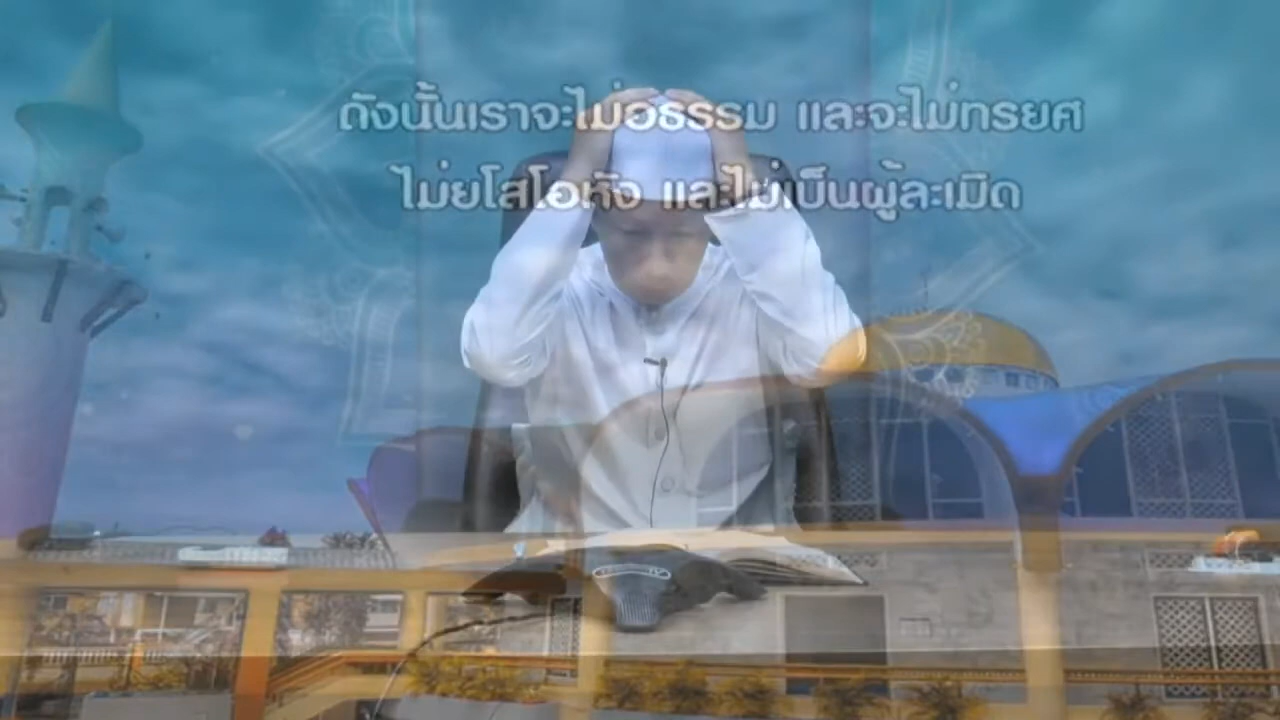 ดังนั้นเราจะไม่อธรรม และจะไม่ทรยศ
ไม่ยโสโอหัง และไม่เป็นผู้ละเมิด